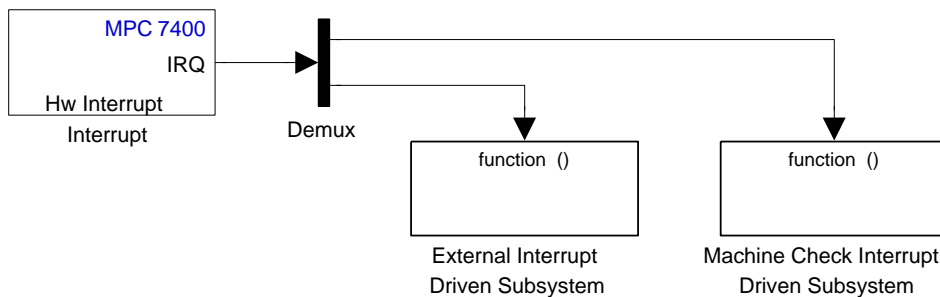 MPC 7400
IRQ
Hw Interrupt
Interrupt
Demux
function ()
function ()
External Interrupt
Driven Subsystem
Machine Check Interrupt
Driven Subsystem